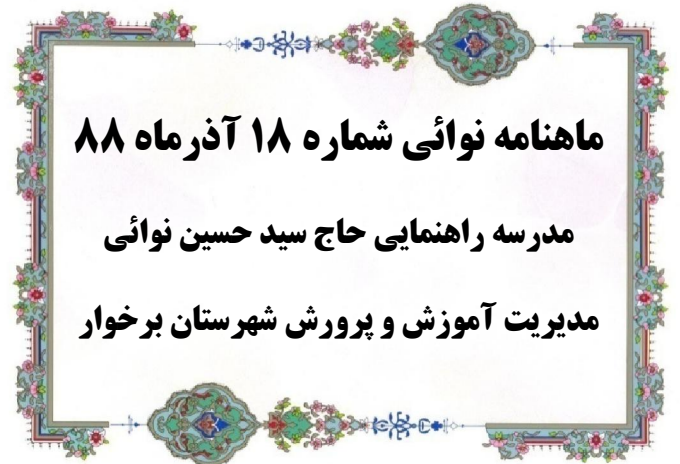 ماهنامه نوائی شماره ۱۸ آذرماه ۸۸
مدرسه راهنمایی حاج سید حسین نوائی
مدیریت آموزش و پرورش شهرستان برخوار